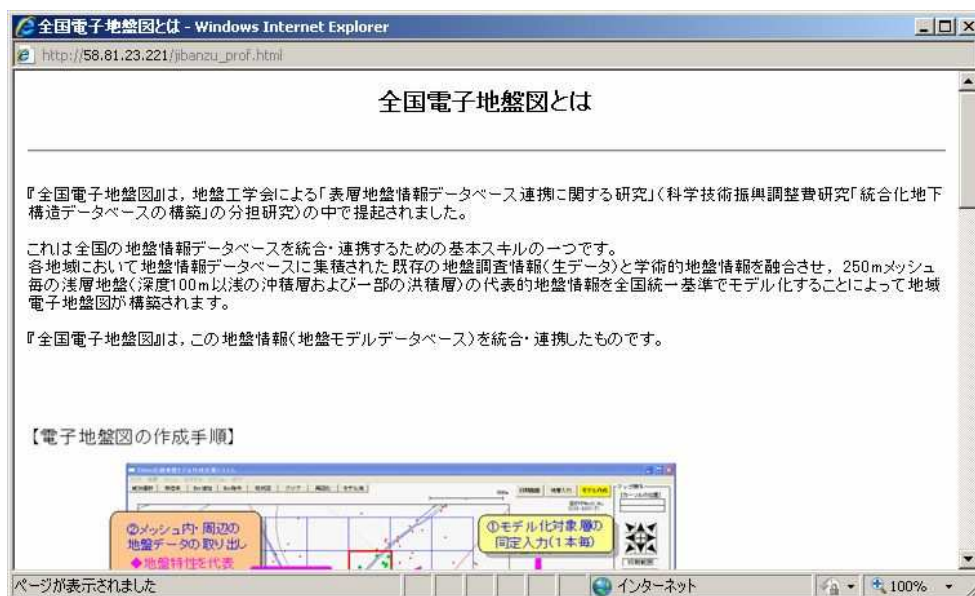 全国電子地盤図とは - Windows Internet Explorer
http://58.81.23.221/jibanzu_prof.html
全国電子地盤図とは
『全国電子地盤図』は，地盤工学会による「表層地盤情報データベース連携に関する研究」（科学技術振興調整費研究「統合化地下
構造データベースの構築」の分担研究）の中で提起されました。
これは全国の地盤情報データベースを統合・連携するための基本スキルの一つです。
各地域において地盤情報データベースに集積された既存の地盤調査情報（生データ）と学術的地盤情報を融合させ，250mメッシュ
毎の浅層地盤（深度100m以浅の沖積層および一部の洪積層）の代表的地盤情報を全国統一基準でモデル化することによって地域
電子地盤図が構築されます。
『全国電子地盤図』は，この地盤情報（地盤モデルデータベース）を統合・連携したものです。
【電子地盤図の作成手順】
②メッシュ内・周辺の
地盤データの取り出し
◆地盤特性を代表
①モデル化対象層の
同定入力（1本毎）
ページが表示されました
インターネット
100%